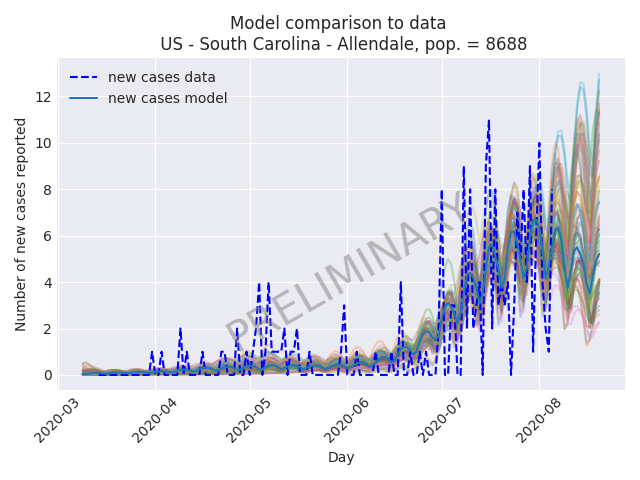 Model comparison to data
US - South Carolina - Allendale, pop. = 8688
new cases data
new cases model
PRELIMINARY
Number of new cases reported
12
10
8
6
4
2
0
2020-03
2020-04
2020-05
2020-06
2020-07
2020-08
Day